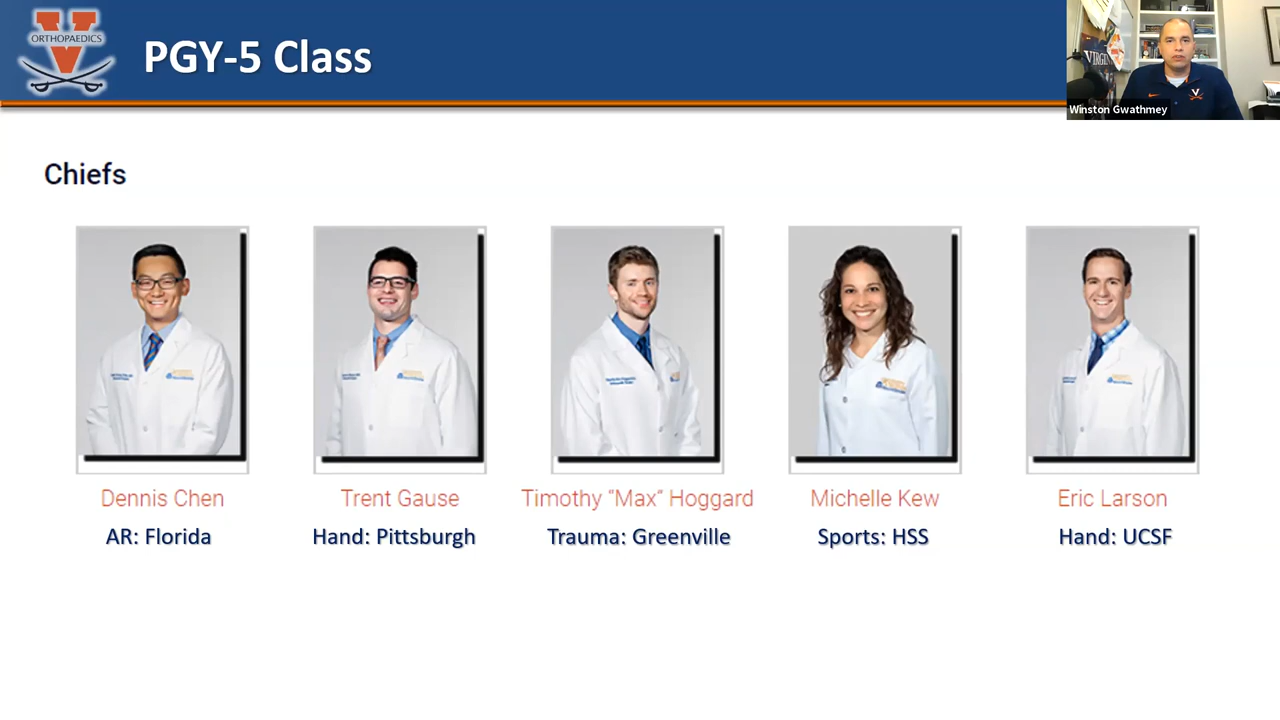 ORTHOPAEDICS
PGY-5 Class
VIRGINIA
Winston Gwathmey
Chiefs
Dennis Chen
Trent Gause
Timothy “Max” Hoggard
Michelle Kew
Eric Larson
AR: Florida
Hand: Pittsburgh
Trauma: Greenville
Sports: HSS
Hand: UCSF